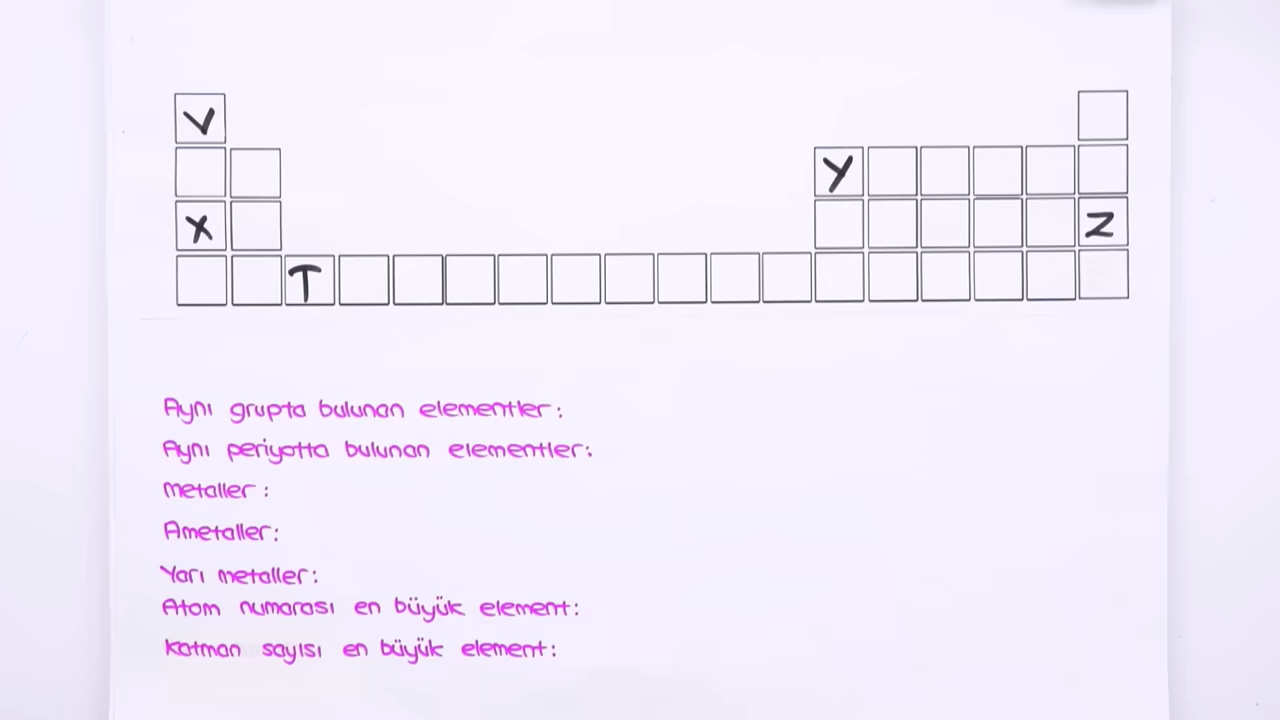 V
Y
X
Z
T
Aynı grupta bulunan elementler:
Aynı periyotta bulunan elementler:
Metaller:
Ametaller:
Yarı metaller:
Atom numarası en büyük element:
Katman sayısı en büyük element: